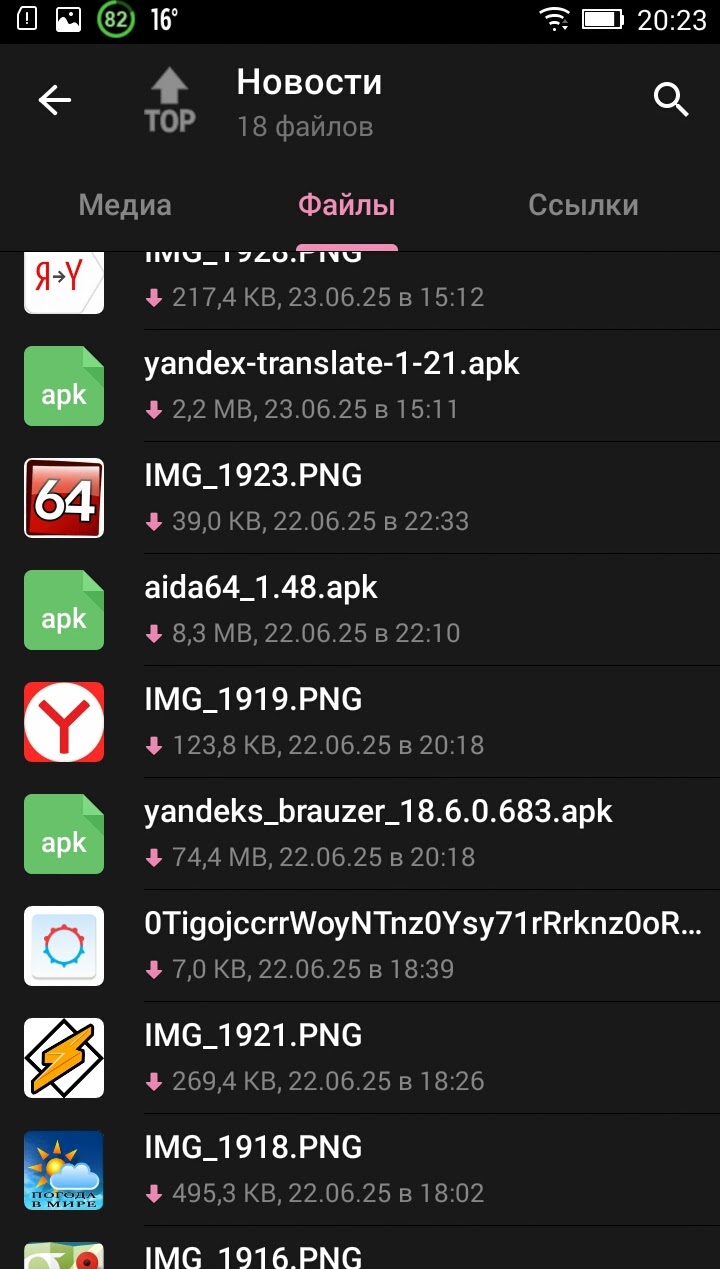 82 16° 20:23
TOP
Новости
18 файлов
Медиа Файлы Ссылки
IMG_1928.PNG
Я→Y
217,4 KB, 23.06.25 в 15:12
yandex-translate-1-21.apk
apk
2,2 MB, 23.06.25 в 15:11
IMG_1923.PNG
64
39,0 KB, 22.06.25 в 22:33
aida64_1.48.apk
apk
8,3 MB, 22.06.25 в 22:10
IMG_1919.PNG
Y
123,8 KB, 22.06.25 в 20:18
yandeks_brauzer_18.6.0.683.apk
apk
74,4 MB, 22.06.25 в 20:18
0TigojccrrWoyNTnz0Ysy71rRrknz0oR...
7,0 KB, 22.06.25 в 18:39
IMG_1921.PNG
269,4 KB, 22.06.25 в 18:26
IMG_1918.PNG
ПОГОДА
В МИРЕ
495,3 KB, 22.06.25 в 18:02
IMG_1916.PNG